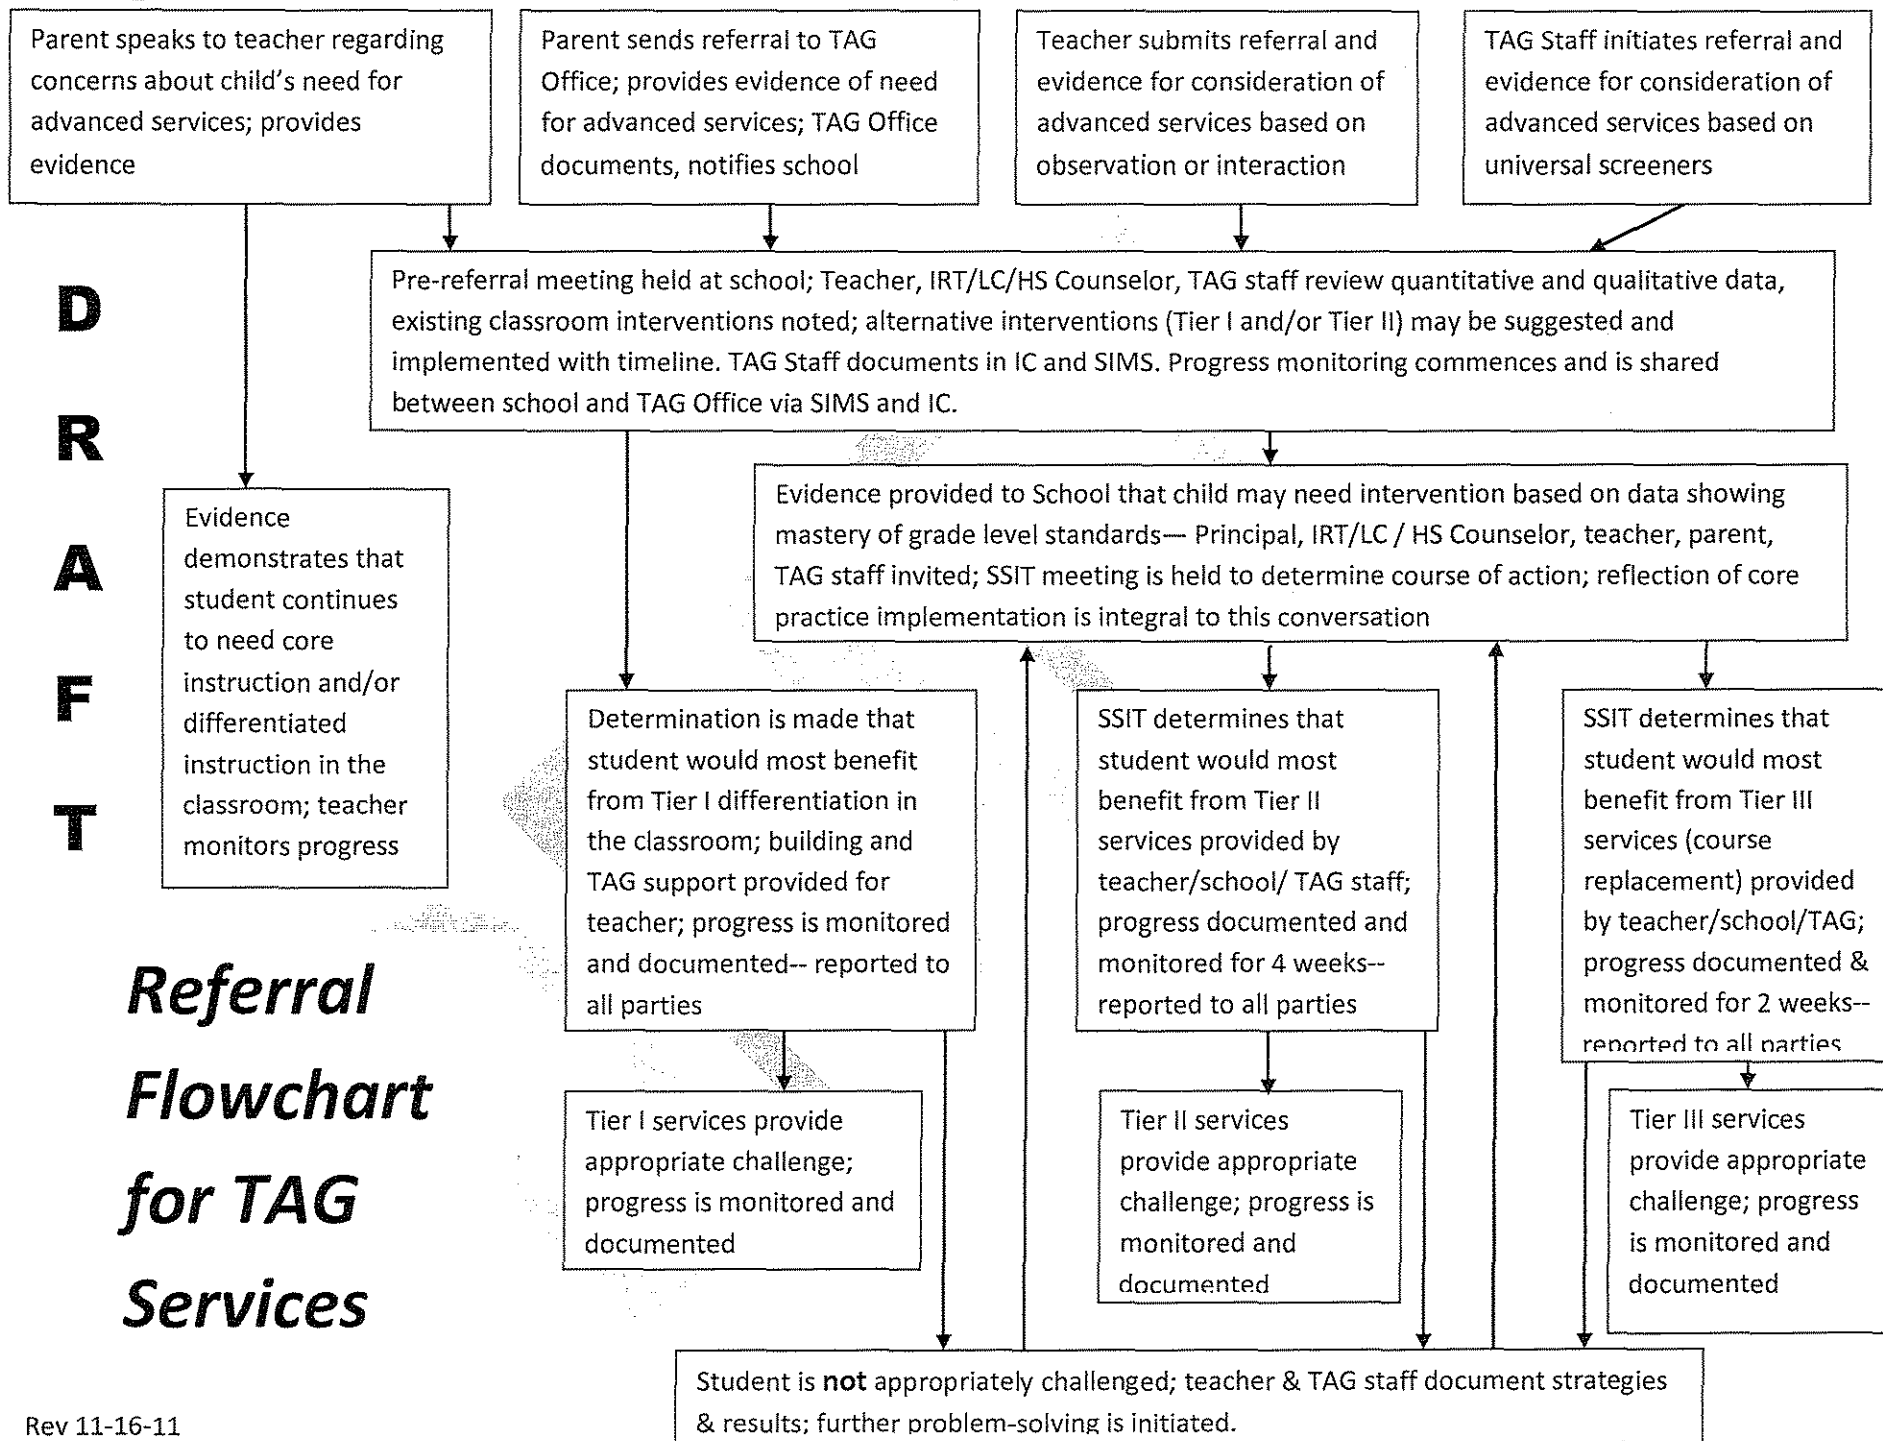 Parent speaks to teacher regarding
concerns about child's need for
advanced services; provides
evidence
Parent sends referral to TAG
Office; provides evidence of need
for advanced services; TAG Office
documents, notifies school
Teacher submits referral and
evidence for consideration of
advanced services based on
observation or interaction
TAG Staff initiates referral and
evidence for consideration of
advanced services based on
universal screeners
Pre-referral meeting held at school; Teacher, IRT/LC/HS Counselor, TAG staff review quantitative and qualitative data,
existing classroom interventions noted; alternative interventions (Tier I and/or Tier II) may be suggested and
implemented with timeline. TAG Staff documents in IC and SIMS. Progress monitoring commences and is shared
between school and TAG Office via SIMS and IC.
D
R
A
F
T
Evidence
demonstrates that
student continues
to need core
instruction and/or
differentiated
instruction in the
classroom; teacher
monitors progress
Evidence provided to School that child may need intervention based on data showing
mastery of grade level standards— Principal, IRT/LC / HS Counselor, teacher, parent,
TAG staff invited; SSIT meeting is held to determine course of action; reflection of core
practice implementation is integral to this conversation
Determination is made that
student would most benefit
from Tier I differentiation in
the classroom; building and
TAG support provided for
teacher; progress is monitored
and documented-- reported to
all parties
SSIT determines that
student would most
benefit from Tier II
services provided by
teacher/school/ TAG staff;
progress documented and
monitored for 4 weeks--
reported to all parties
SSIT determines that
student would most
benefit from Tier III
services (course
replacement) provided
by teacher/school/TAG;
progress documented &
monitored for 2 weeks--
reported to all parties
Referral
Flowchart
for TAG
Services
Tier I services provide
appropriate challenge;
progress is monitored and
documented
Tier II services
provide appropriate
challenge; progress is
monitored and
documented
Tier III services
provide appropriate
challenge; progress
is monitored and
documented
Student is not appropriately challenged; teacher & TAG staff document strategies
& results; further problem-solving is initiated.
Rev 11-16-11